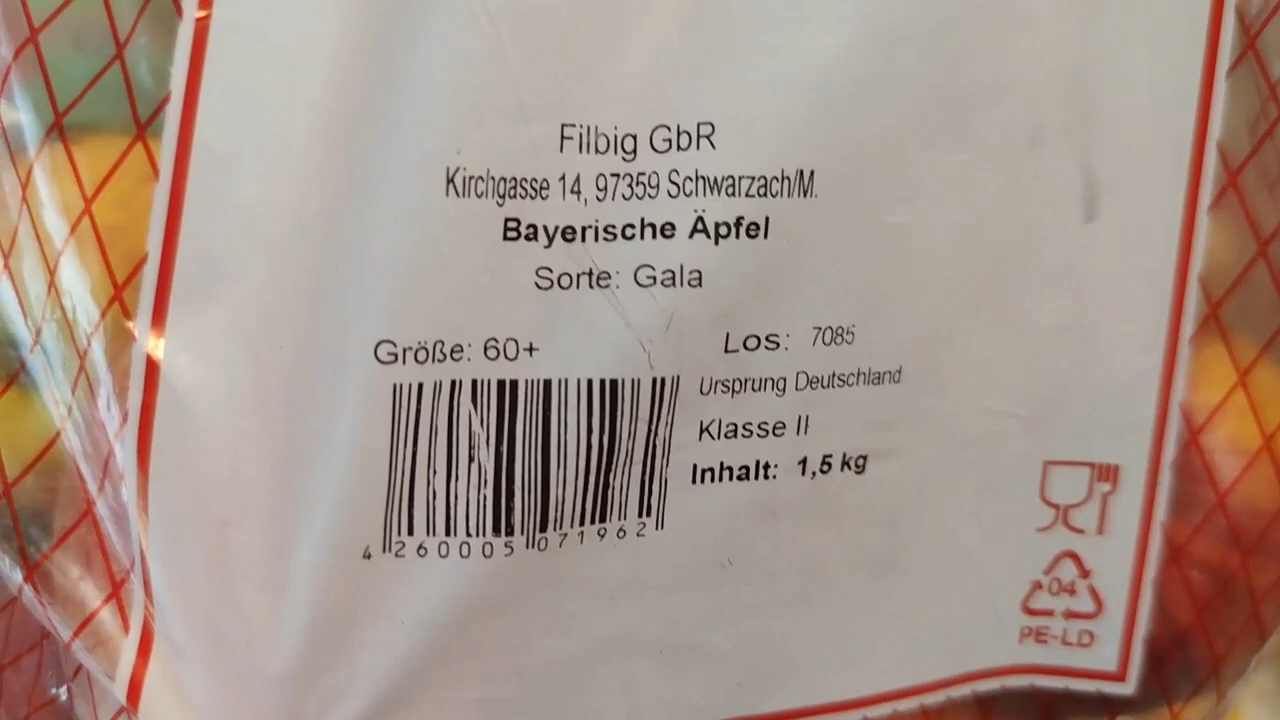 Filbig GbR
Kirchgasse 14, 97359 Schwarzach/M.
Bayerische Äpfel
Sorte: Gala
Größe: 60+
Los: 7085
Ursprung Deutschland
Klasse II
Inhalt: 1,5 kg
4 260005 071962
04
PE-LD